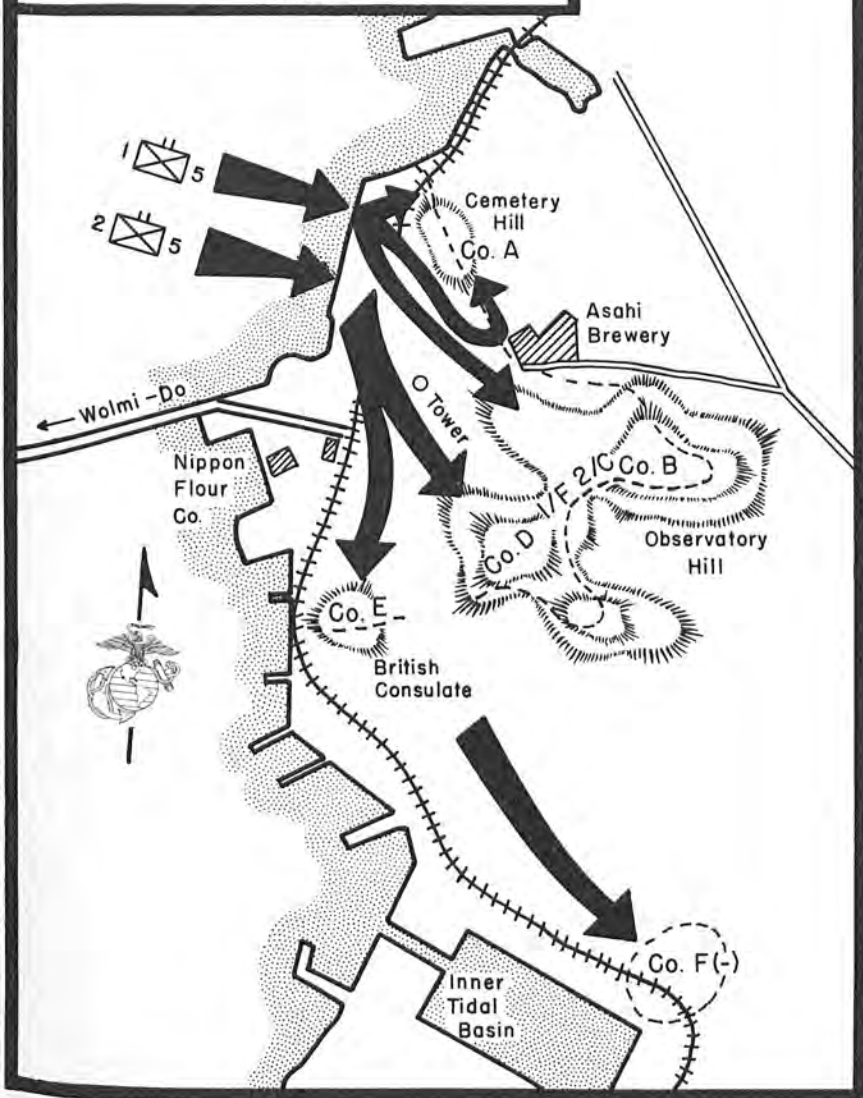 1 5
2 5
Cemetery
Hill
Co. A
Asahi
Brewery
← Wolmi-Do
O Tower
Nippon
Flour
Co.
Co. B
1/F 2/C
Co. D
Observatory
Hill
Co. E -
British
Consulate
Co. F (-)
Inner
Tidal
Basin